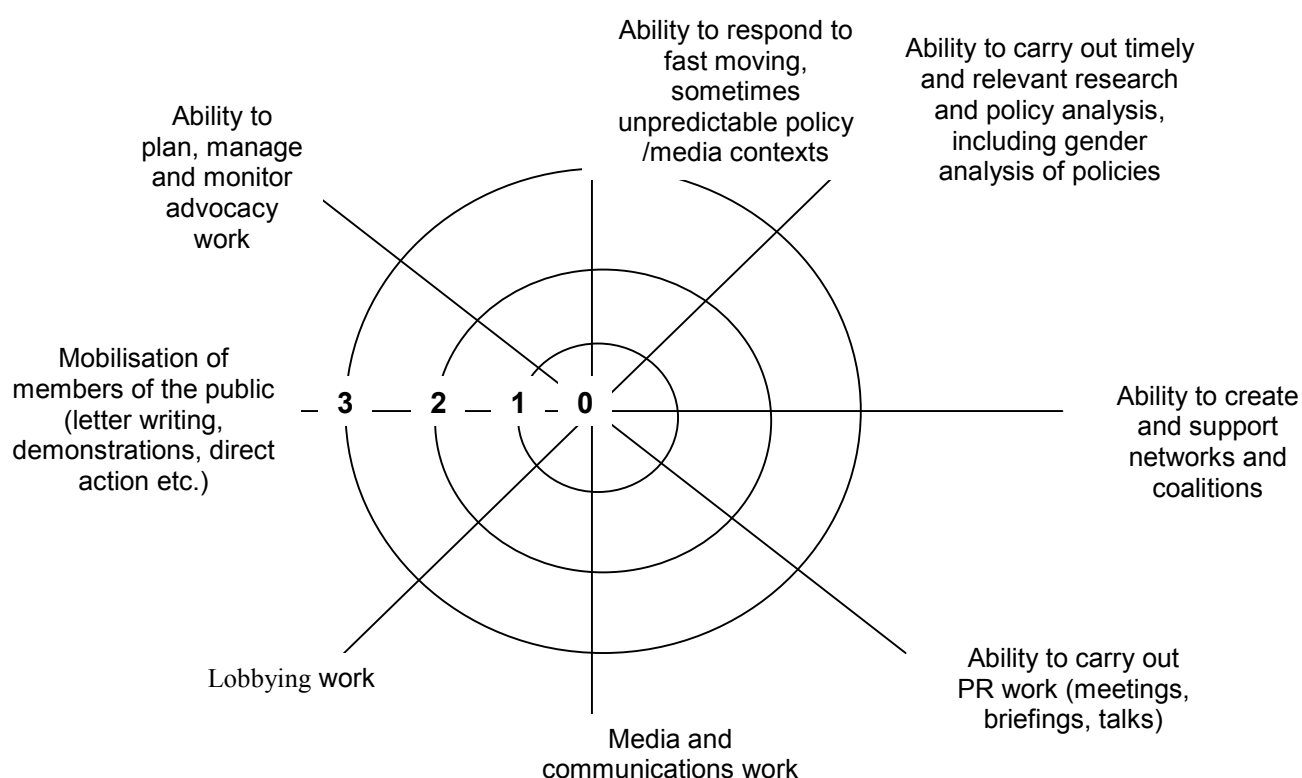 Ability to respond to
fast moving,
sometimes
unpredictable policy
/media contexts
Ability to carry out timely
and relevant research
and policy analysis,
including gender
analysis of policies
Ability to
plan, manage
and monitor
advocacy
work
Mobilisation of
members of the public
(letter writing,
demonstrations, direct
action etc.)
3 2 1 0
Ability to create
and support
networks and
coalitions
Lobbying work
Ability to carry out
PR work (meetings,
briefings, talks)
Media and
communications work